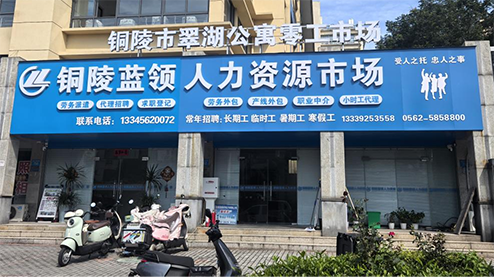 铜陵市翠湖公寓零工市场
铜陵蓝领 人力资源市场
受人之托 忠人之事
劳务派遣 代理招聘 求职登记 劳务外包 产线外包 职业中介 小时工代理
联系电话：13345620072 常年招聘：长期工 临时工 暑期工 寒假工 13339253558 0562-5858800